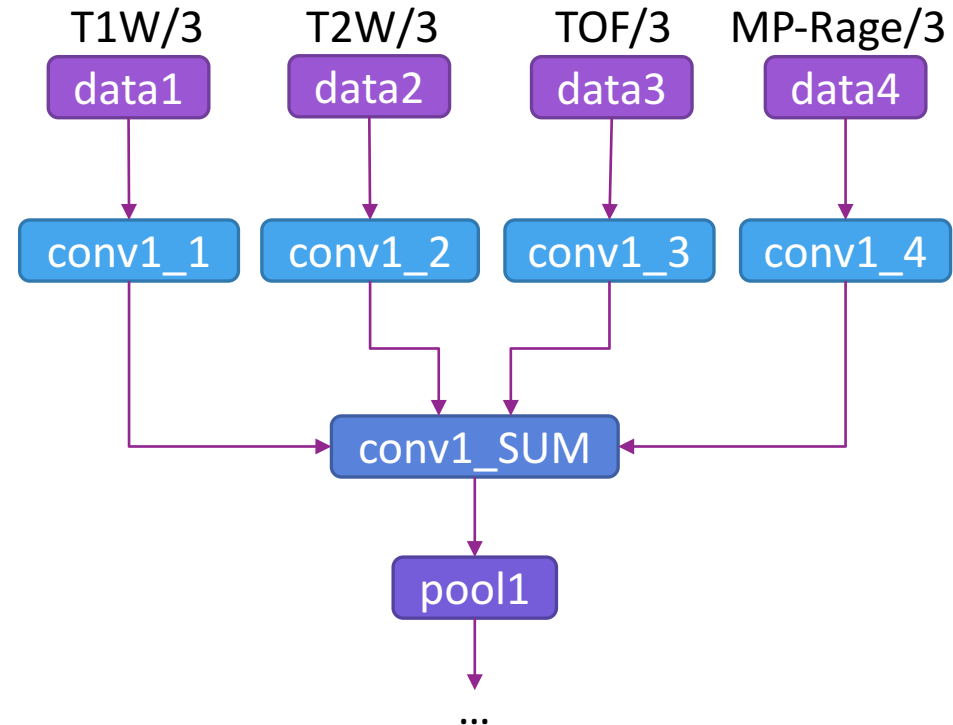 T1W/3 T2W/3 TOF/3 MP-Rage/3
data1 data2 data3 data4
conv1_1 conv1_2 conv1_3 conv1_4
conv1_SUM
pool1
...